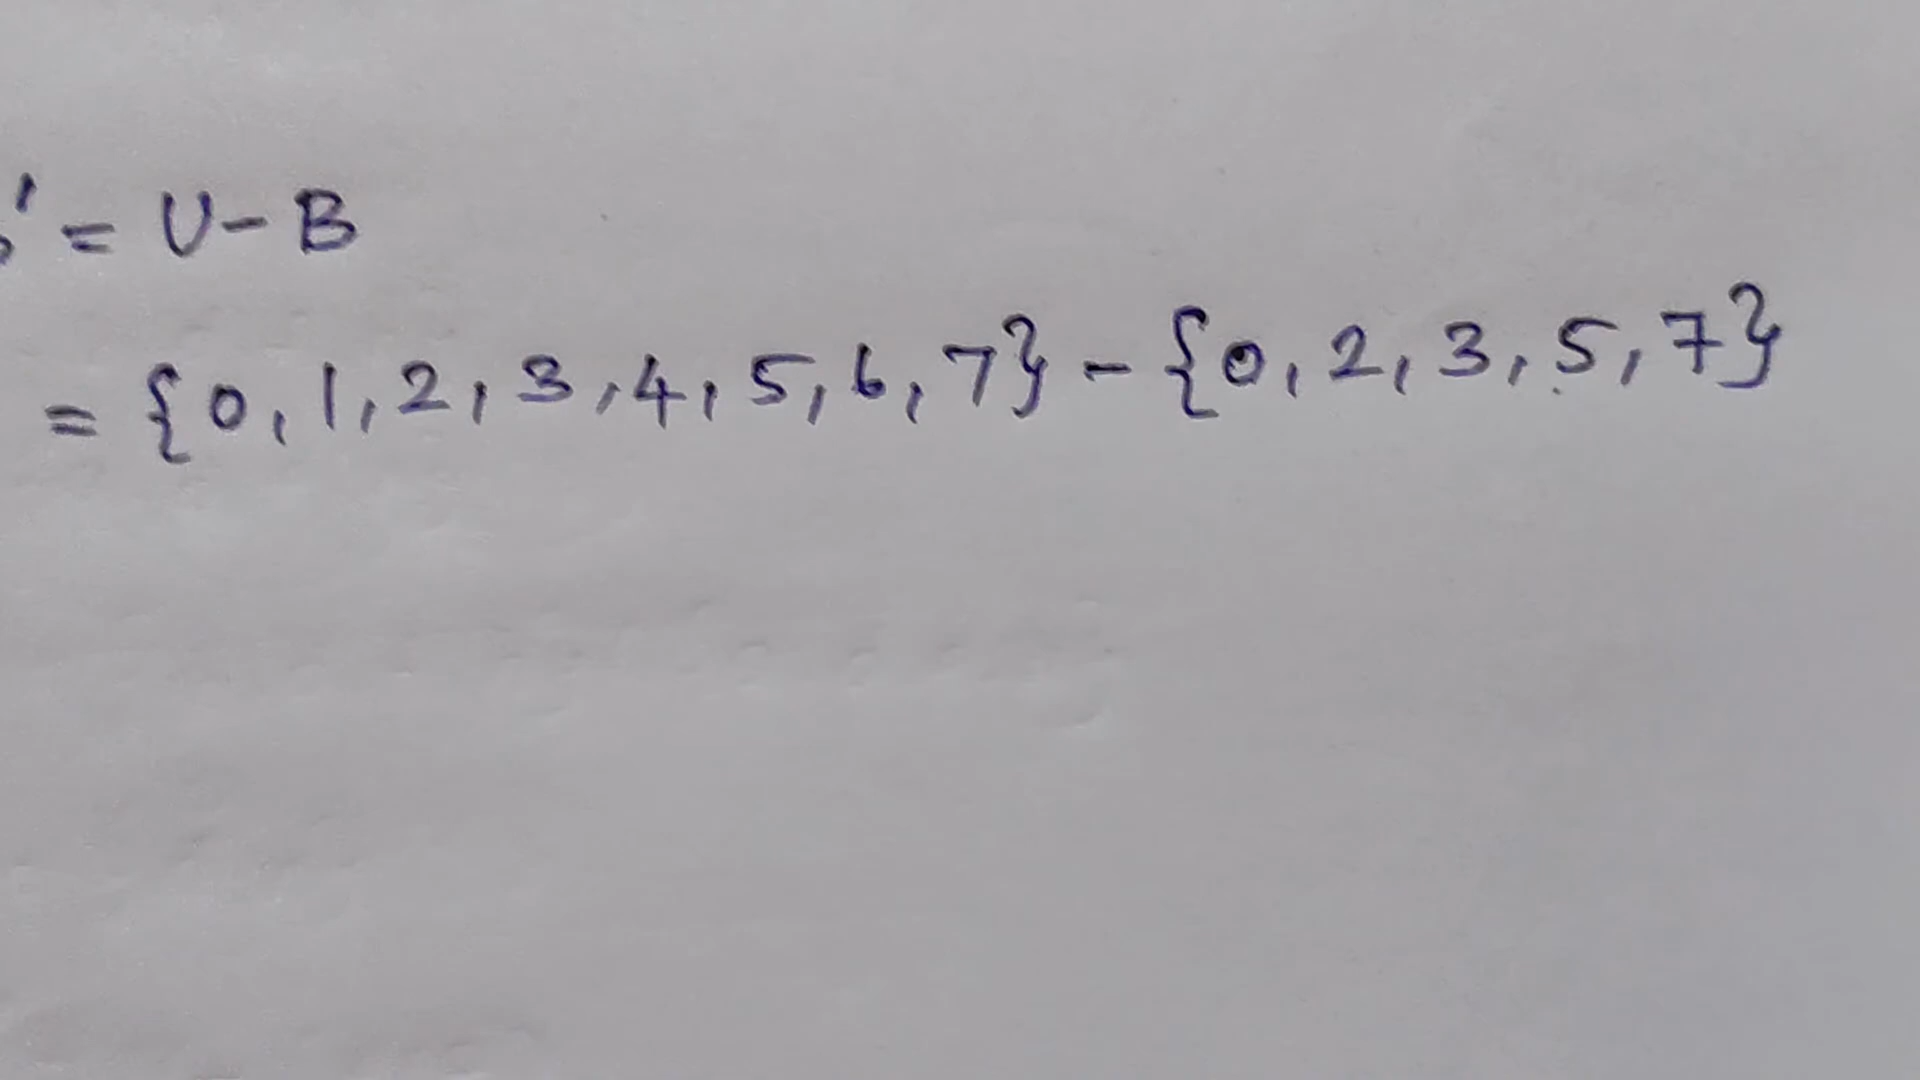 ' = U - B
= {0, 1, 2, 3, 4, 5, 6, 7} - {0, 2, 3, 5, 7}